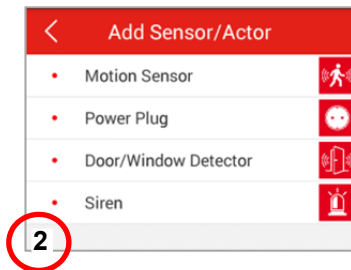 Add Sensor/Actor
• Motion Sensor
• Power Plug
• Door/Window Detector
• Siren
2